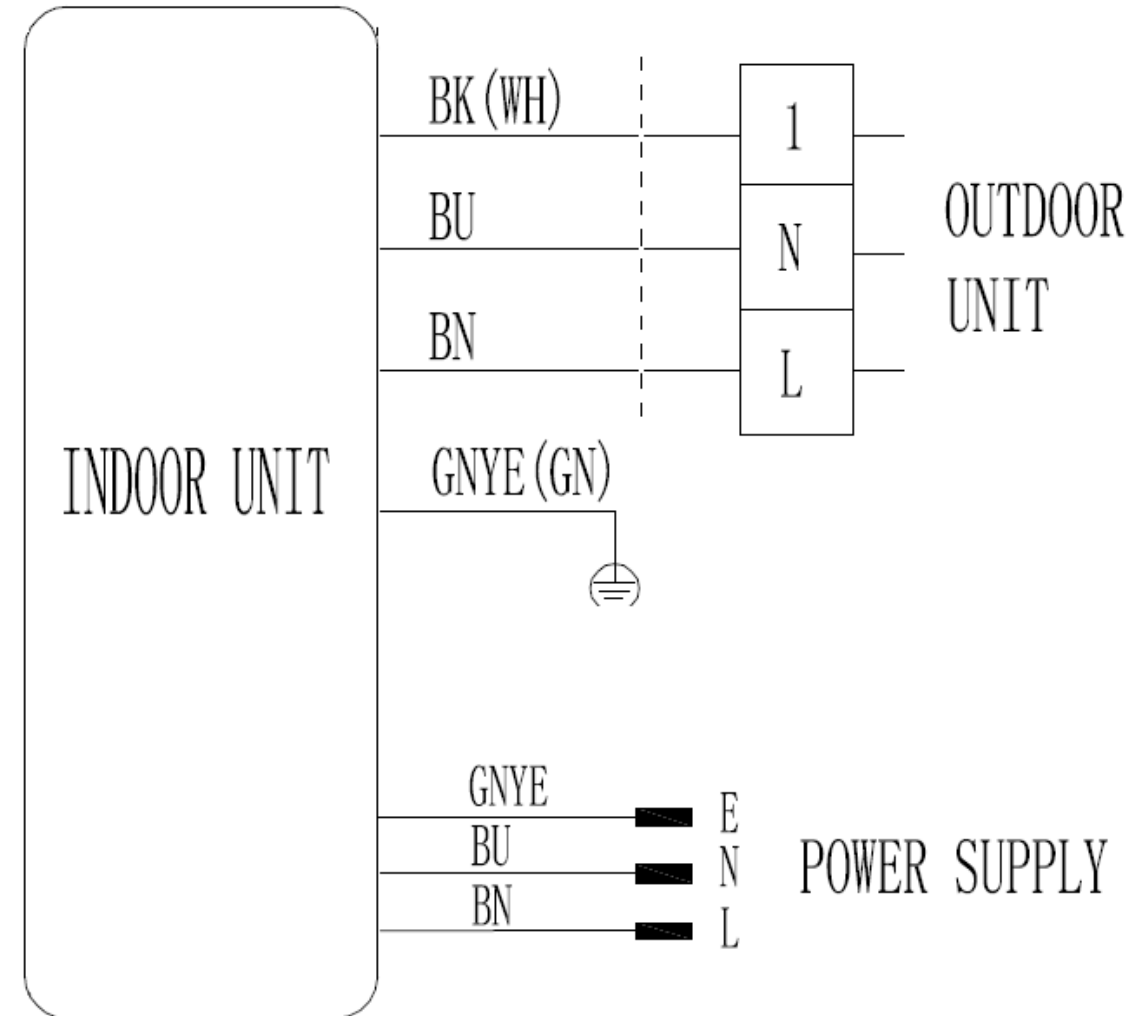 BK(WH)
1
BU
N
OUTDOOR
UNIT
BN
L
INDOOR UNIT
GNYE(GN)
GNYE
E
BU
N
POWER SUPPLY
BN
L